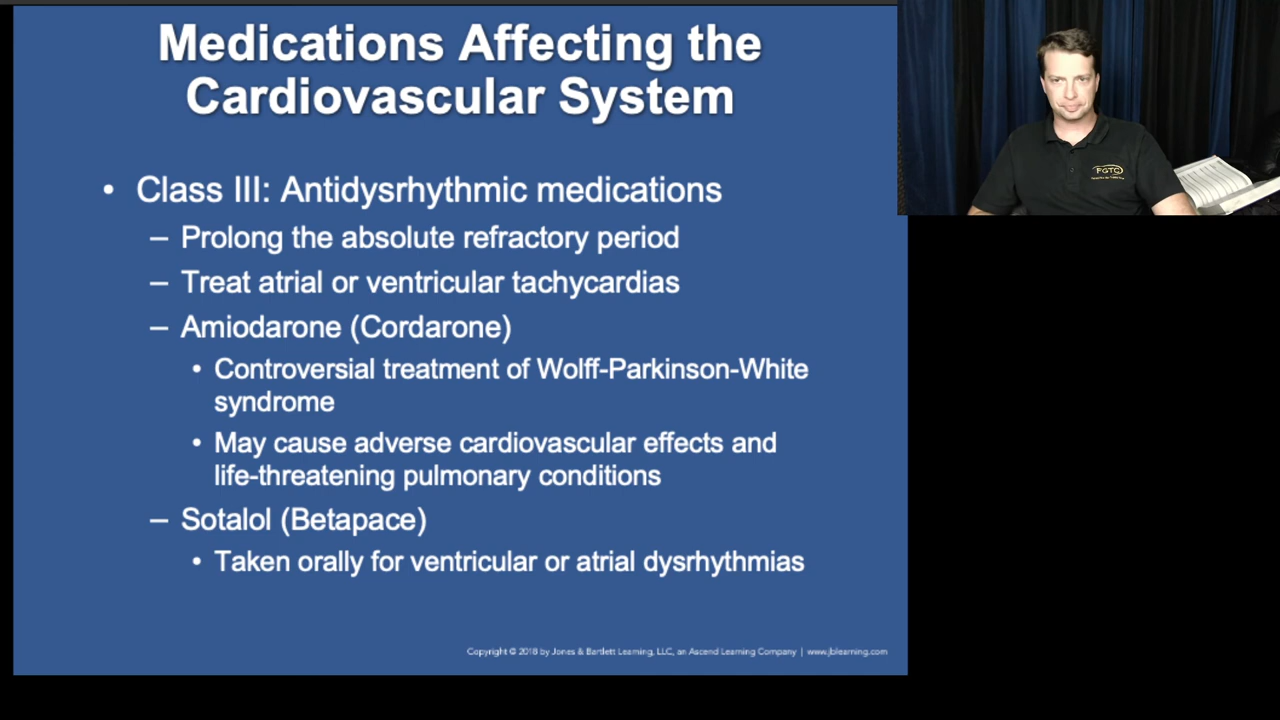 Medications Affecting the
Cardiovascular System
• Class III: Antidysrhythmic medications
– Prolong the absolute refractory period
– Treat atrial or ventricular tachycardias
– Amiodarone (Cordarone)
• Controversial treatment of Wolff-Parkinson-White
syndrome
• May cause adverse cardiovascular effects and
life-threatening pulmonary conditions
– Sotalol (Betapace)
• Taken orally for ventricular or atrial dysrhythmias
Copyright © 2018 by Jones & Bartlett Learning, LLC, an Ascend Learning Company | www.jblearning.com